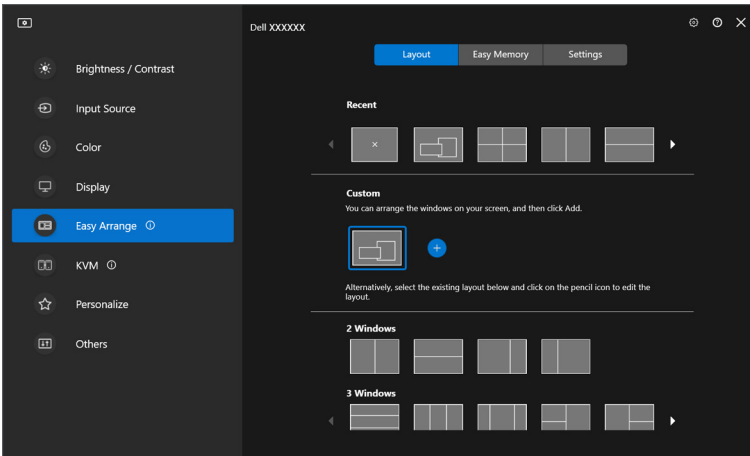 Dell XXXXXX
Brightness / Contrast
Input Source
Color
Display
Easy Arrange
KVM
Personalize
Others
Layout
Easy Memory
Settings
Recent
Custom
You can arrange the windows on your screen, and then click Add.
Alternatively, select the existing layout below and click on the pencil icon to edit the
layout.
2 Windows
3 Windows